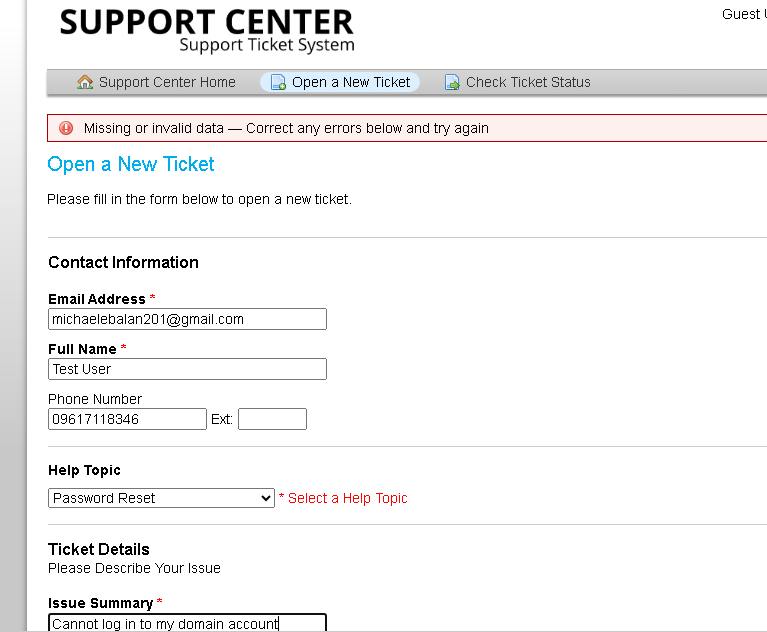 SUPPORT CENTER
Support Ticket System
Guest
Support Center Home Open a New Ticket Check Ticket Status
Missing or invalid data — Correct any errors below and try again
Open a New Ticket
Please fill in the form below to open a new ticket.
Contact Information
Email Address *
michaelebalan201@gmail.com
Full Name *
Test User
Phone Number
09617118346 Ext:
Help Topic
Password Reset * Select a Help Topic
Ticket Details
Please Describe Your Issue
Issue Summary *
Cannot log in to my domain account